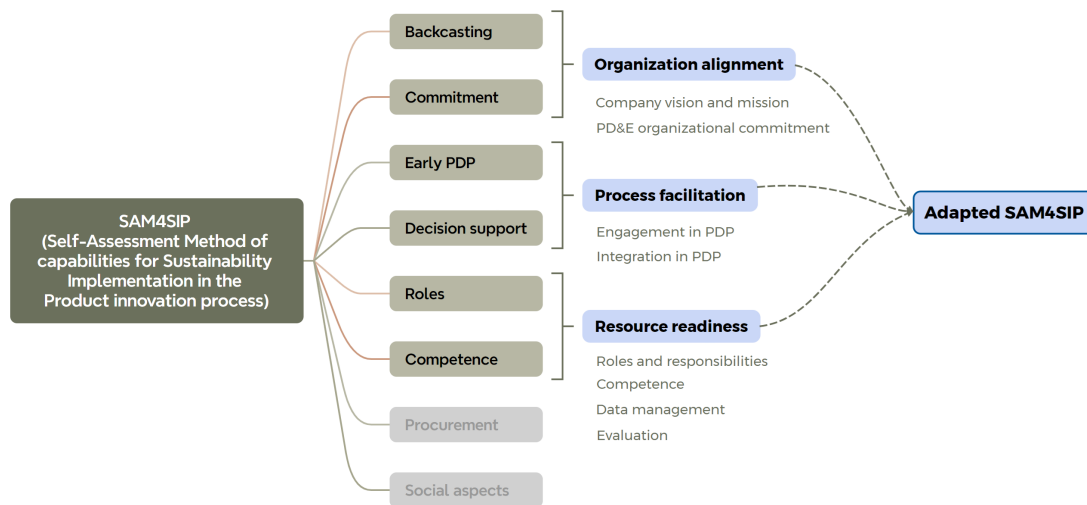 SAM4SIP
(Self-Assessment Method of
capabilities for Sustainability
Implementation in the
Product innovation process)
Backcasting
Commitment
Early PDP
Decision support
Roles
Competence
Procurement
Social aspects
Organization alignment
Company vision and mission
PD&E organizational commitment
Process facilitation
Engagement in PDP
Integration in PDP
Resource readiness
Roles and responsibilities
Competence
Data management
Evaluation
Adapted SAM4SIP